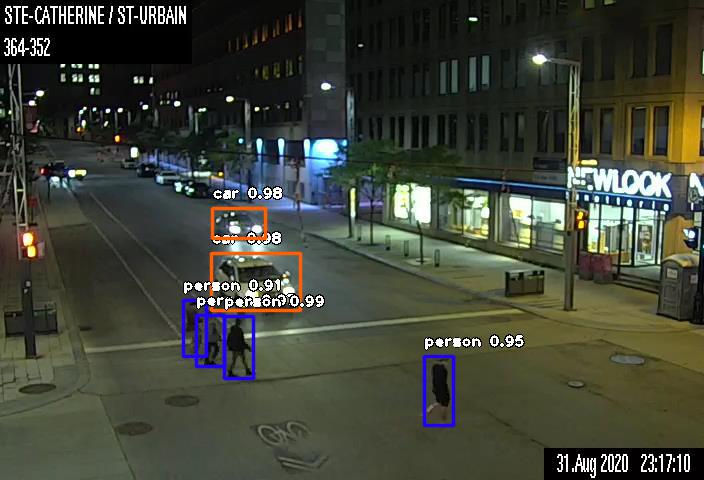 STE-CATHERINE / ST-URBAIN
364-352
car 0.98
car 0.98
person 0.91
person 0.99
person 0.95
NEWLOOK
31.Aug 2020 23:17:10